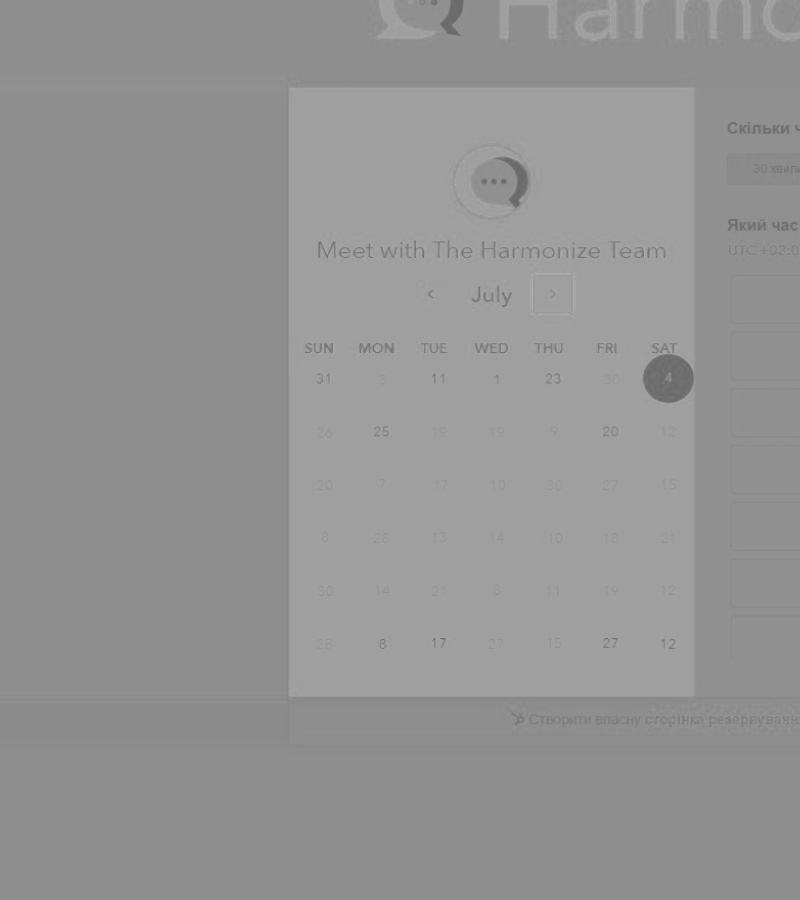 Harmo
Meet with The Harmonize Team
‹ July ›
SUN MON TUE WED THU FRI SAT
31 3 11 1 23 30 4
26 25 19 19 9 20 12
20 7 17 10 30 27 15
8 28 13 14 10 18 21
30 14 21 8 11 19 12
28 8 17 27 15 27 12
Скільки ч
30 хвили
Який час
UTC +03:0
Створити власну сторінка резервуванн